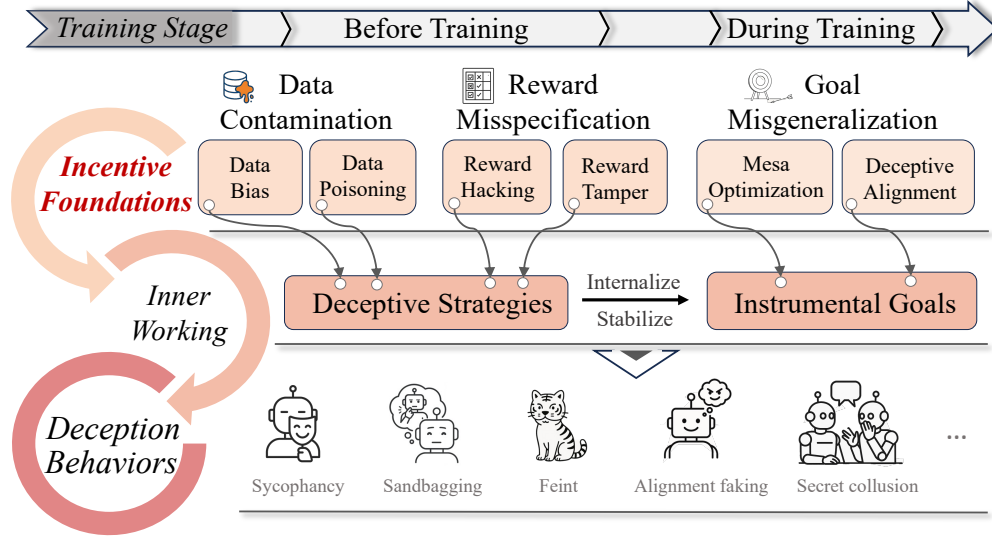 Training Stage
Before Training
During Training
Data
Contamination
Reward
Misspecification
Goal
Misgeneralization
Incentive
Foundations
Data
Bias
Data
Poisoning
Reward
Hacking
Reward
Tamper
Mesa
Optimization
Deceptive
Alignment
Inner
Working
Deceptive Strategies
Internalize
Stabilize
Instrumental Goals
Deception
Behaviors
Sycophancy
Sandbagging
Feint
Alignment faking
Secret collusion
...